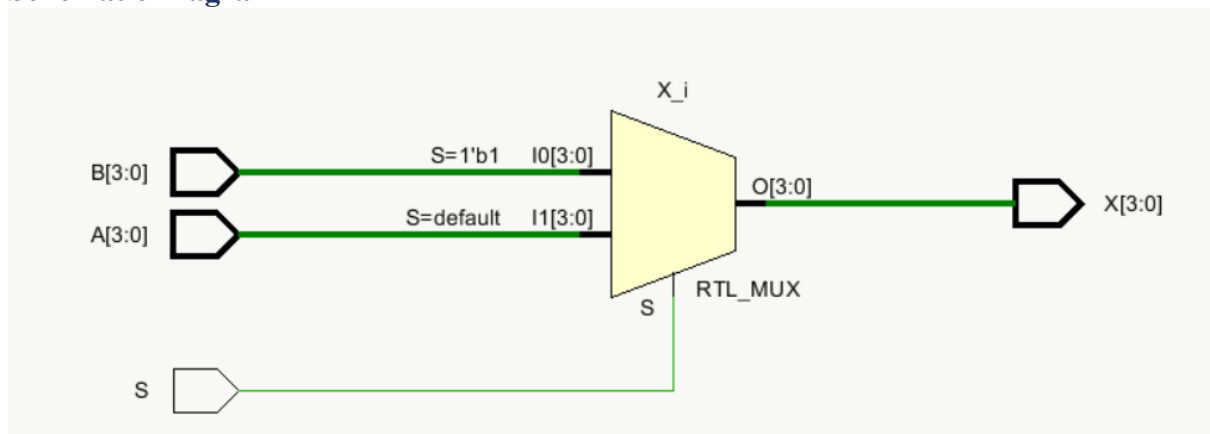 X_i
B[3:0] S=1'b1 I0[3:0]
O[3:0] X[3:0]
A[3:0] S=default I1[3:0]
RTL_MUX
S
S